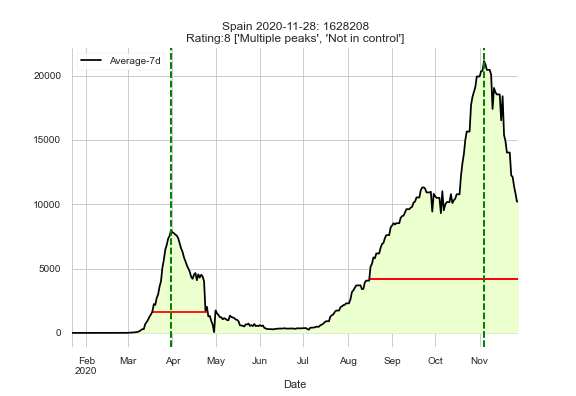 Spain 2020-11-28: 1628208
Rating:8 ['Multiple peaks', 'Not in control']
Average-7d
20000
15000
10000
5000
0
Feb Mar Apr May Jun Jul Aug Sep Oct Nov
2020
Date